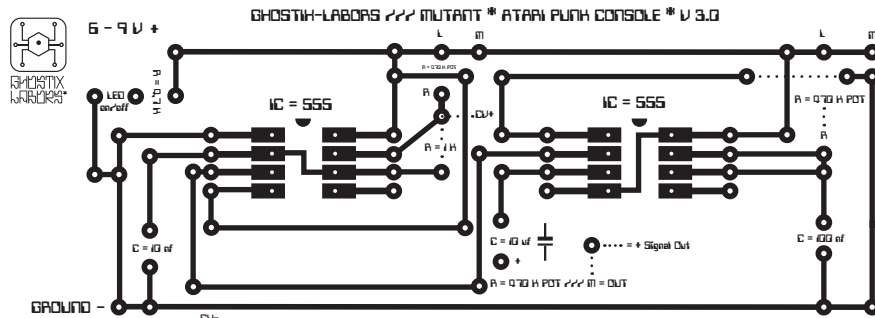 GHOSTIX-LABORS /// MUTANT * ATARI PUNK CONSOLE * V 3.0
6 - 9 V +
L
M
L
M
GHOSTIX
LABORS*
R = 4,7 K
R = 470 K POT
LED
on/off
IC = 555
R
CV+
IC = 555
R = 470 K POT
R = 1 K
R
C = 10 nf
C = 10 uf
+
= + Signal Out
C = 100 nf
R = 470 K POT /// M = OUT
GROUND -